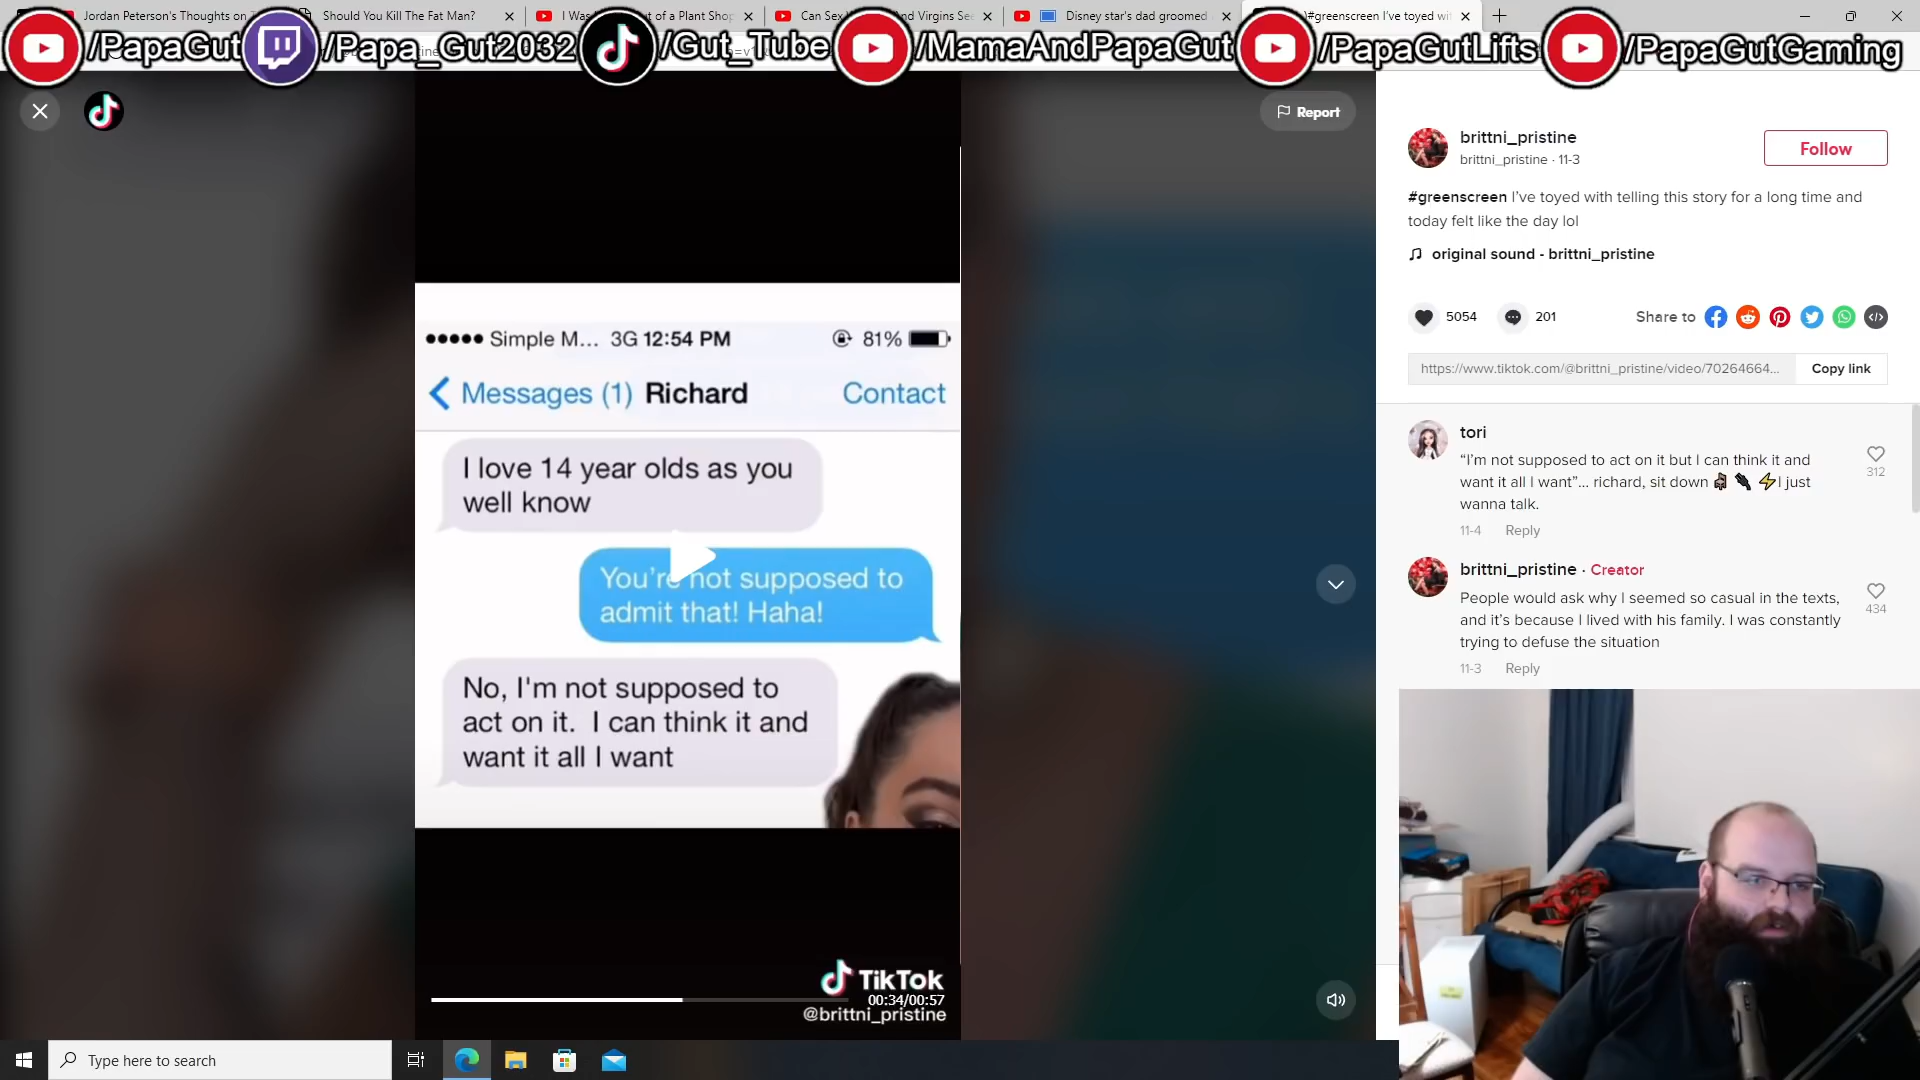 Jordan Peterson's Thoughts on
Should You Kill The Fat Man?
I Was
out of a Plant Shop
Can Sex
And Virgins See
Disney star's dad groomed
)#greenscreen I've toyed wit
/PapaGut
/Papa_Gut2032
/Gut_Tube
/MamaAndPapaGut
/PapaGutLifts
/PapaGutGaming
Report
Simple M... 3G 12:54 PM 81%
Messages (1) Richard Contact
I love 14 year olds as you
well know
You're not supposed to
admit that! Haha!
No, I'm not supposed to
act on it. I can think it and
want it all I want
TikTok
00:34/00:57
@brittni_pristine
brittni_pristine
brittni_pristine · 11-3
Follow
#greenscreen I've toyed with telling this story for a long time and
today felt like the day lol
original sound - brittni_pristine
5054 201 Share to
https://www.tiktok.com/@brittni_pristine/video/70264664... Copy link
tori
“I'm not supposed to act on it but I can think it and
want it all I want”... richard, sit down I just
wanna talk.
312
11-4 Reply
brittni_pristine · Creator
People would ask why I seemed so casual in the texts,
and it's because I lived with his family. I was constantly
trying to defuse the situation
434
11-3 Reply
Type here to search